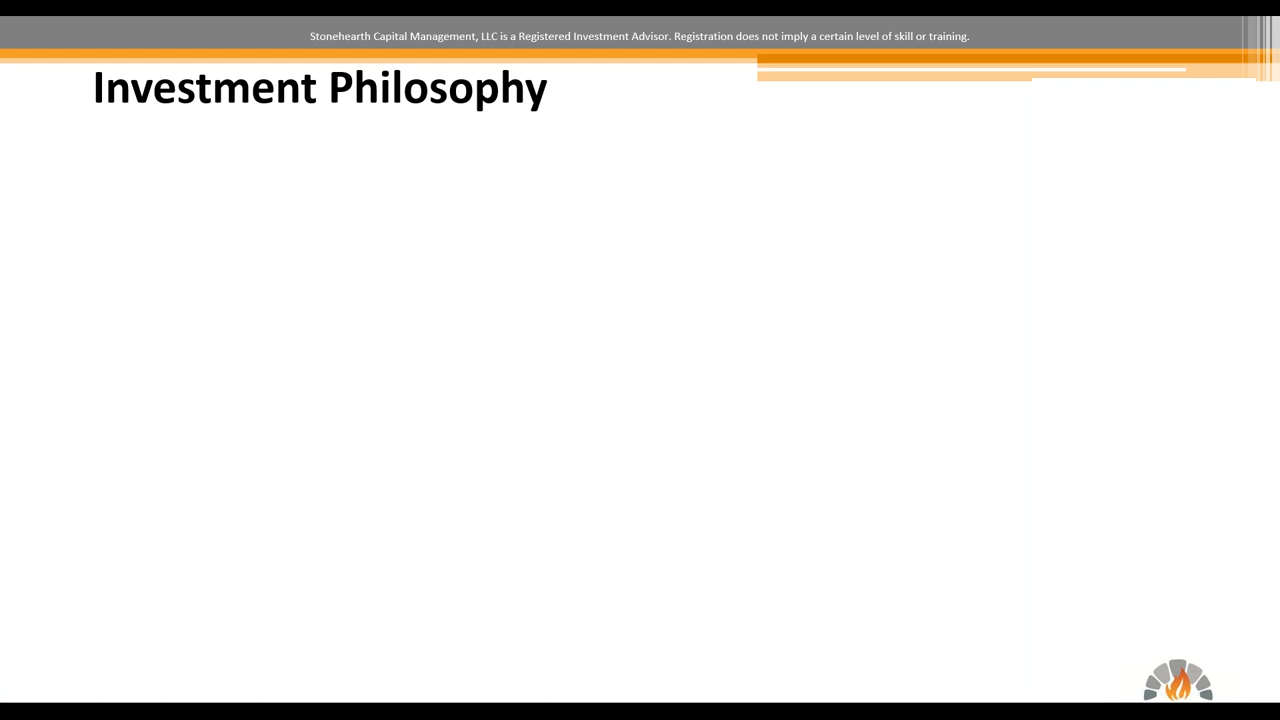 Stonehearth Capital Management, LLC is a Registered Investment Advisor. Registration does not imply a certain level of skill or training.
Investment Philosophy